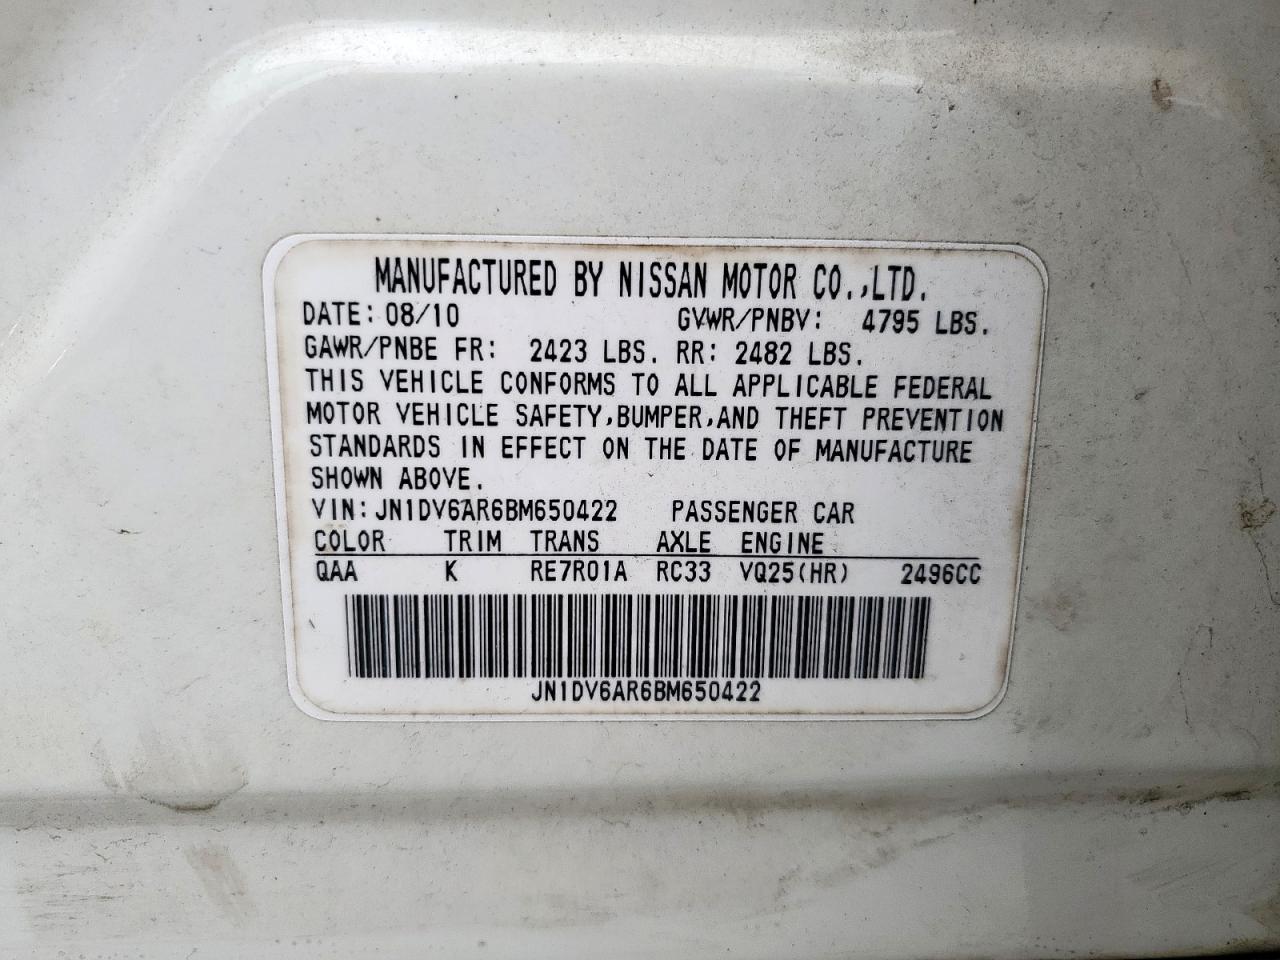 MANUFACTURED BY NISSAN MOTOR CO.,LTD.
DATE: 08/10 GVWR/PNBV: 4795 LBS.
GAWR/PNBE FR: 2423 LBS. RR: 2482 LBS.
THIS VEHICLE CONFORMS TO ALL APPLICABLE FEDERAL
MOTOR VEHICLE SAFETY,BUMPER,AND THEFT PREVENTION
STANDARDS IN EFFECT ON THE DATE OF MANUFACTURE
SHOWN ABOVE.
VIN: JN1DV6AR6BM650422 PASSENGER CAR
COLOR TRIM TRANS AXLE ENGINE
QAA K RE7R01A RC33 VQ25(HR) 2496CC
JN1DV6AR6BM650422